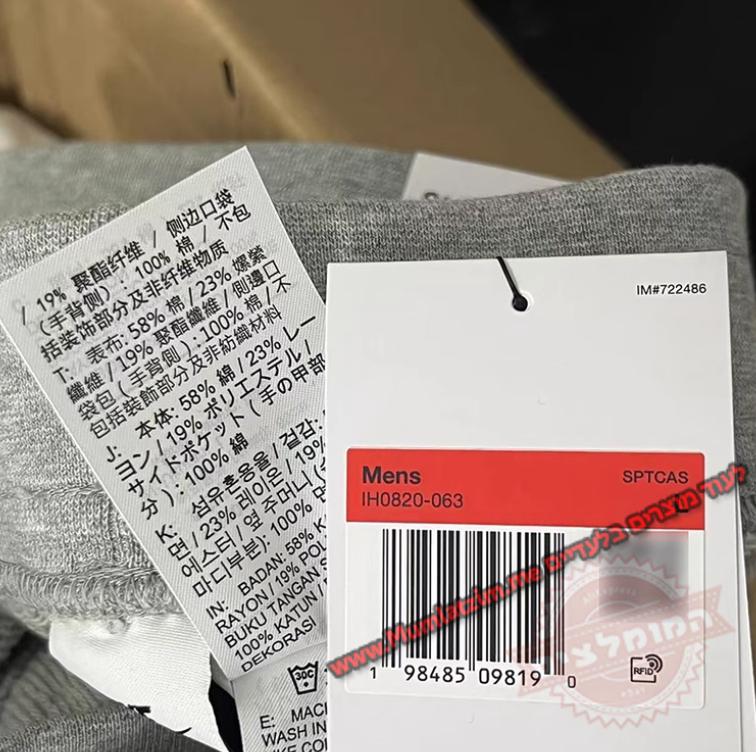 / 19% 聚酯纤维 / 侧边口袋
(手背侧) : 100% 棉 / 不包
括装饰部分及非纤维物质
T: 表布: 58% 棉 / 23% 嫘縈
纖維 / 19% 聚酯纖維 / 側邊口
袋包 (手背側) : 100% 棉 / 不
包括裝飾部分及非紡織材料
J: 本体: 58% 綿 / 23% レー
ヨン / 19% ポリエステル /
サイドポケット ( 手の甲部
分 ) : 100% 綿
K: 섬유혼용율 / 겉감:
면 / 23% 레이온 / 19%
에스터 / 옆 주머니
마디부분): 100% 면
IN: BADAN: 58% K
RAYON / 19% POL
BUKU TANGAN S
100% KATUN /
DEKORASI
30C
E: MACH
WASH IN
IM#722486
Mens
SPTCAS
IH0820-063
1 98485 09819 0
RFID
לעוד מוצרים בלעדיים www.Mumlatzim.me
המומלצים